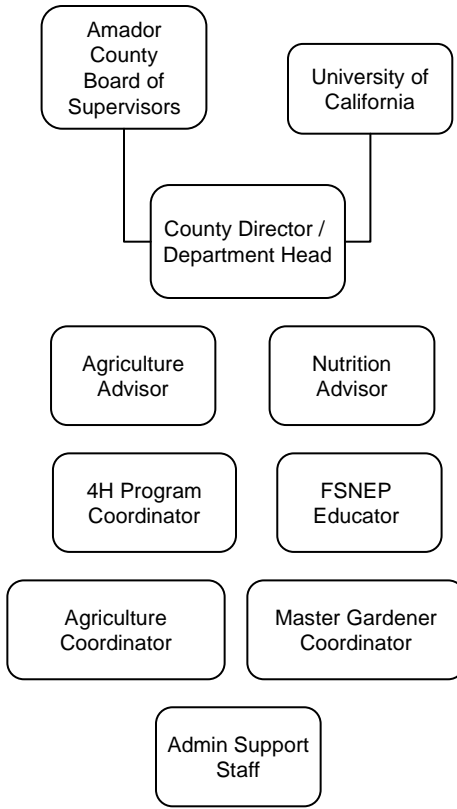 Amador
County
Board of
Supervisors
University of
California
County Director /
Department Head
Agriculture
Advisor
Nutrition
Advisor
4H Program
Coordinator
FSNEP
Educator
Agriculture
Coordinator
Master Gardener
Coordinator
Admin Support
Staff